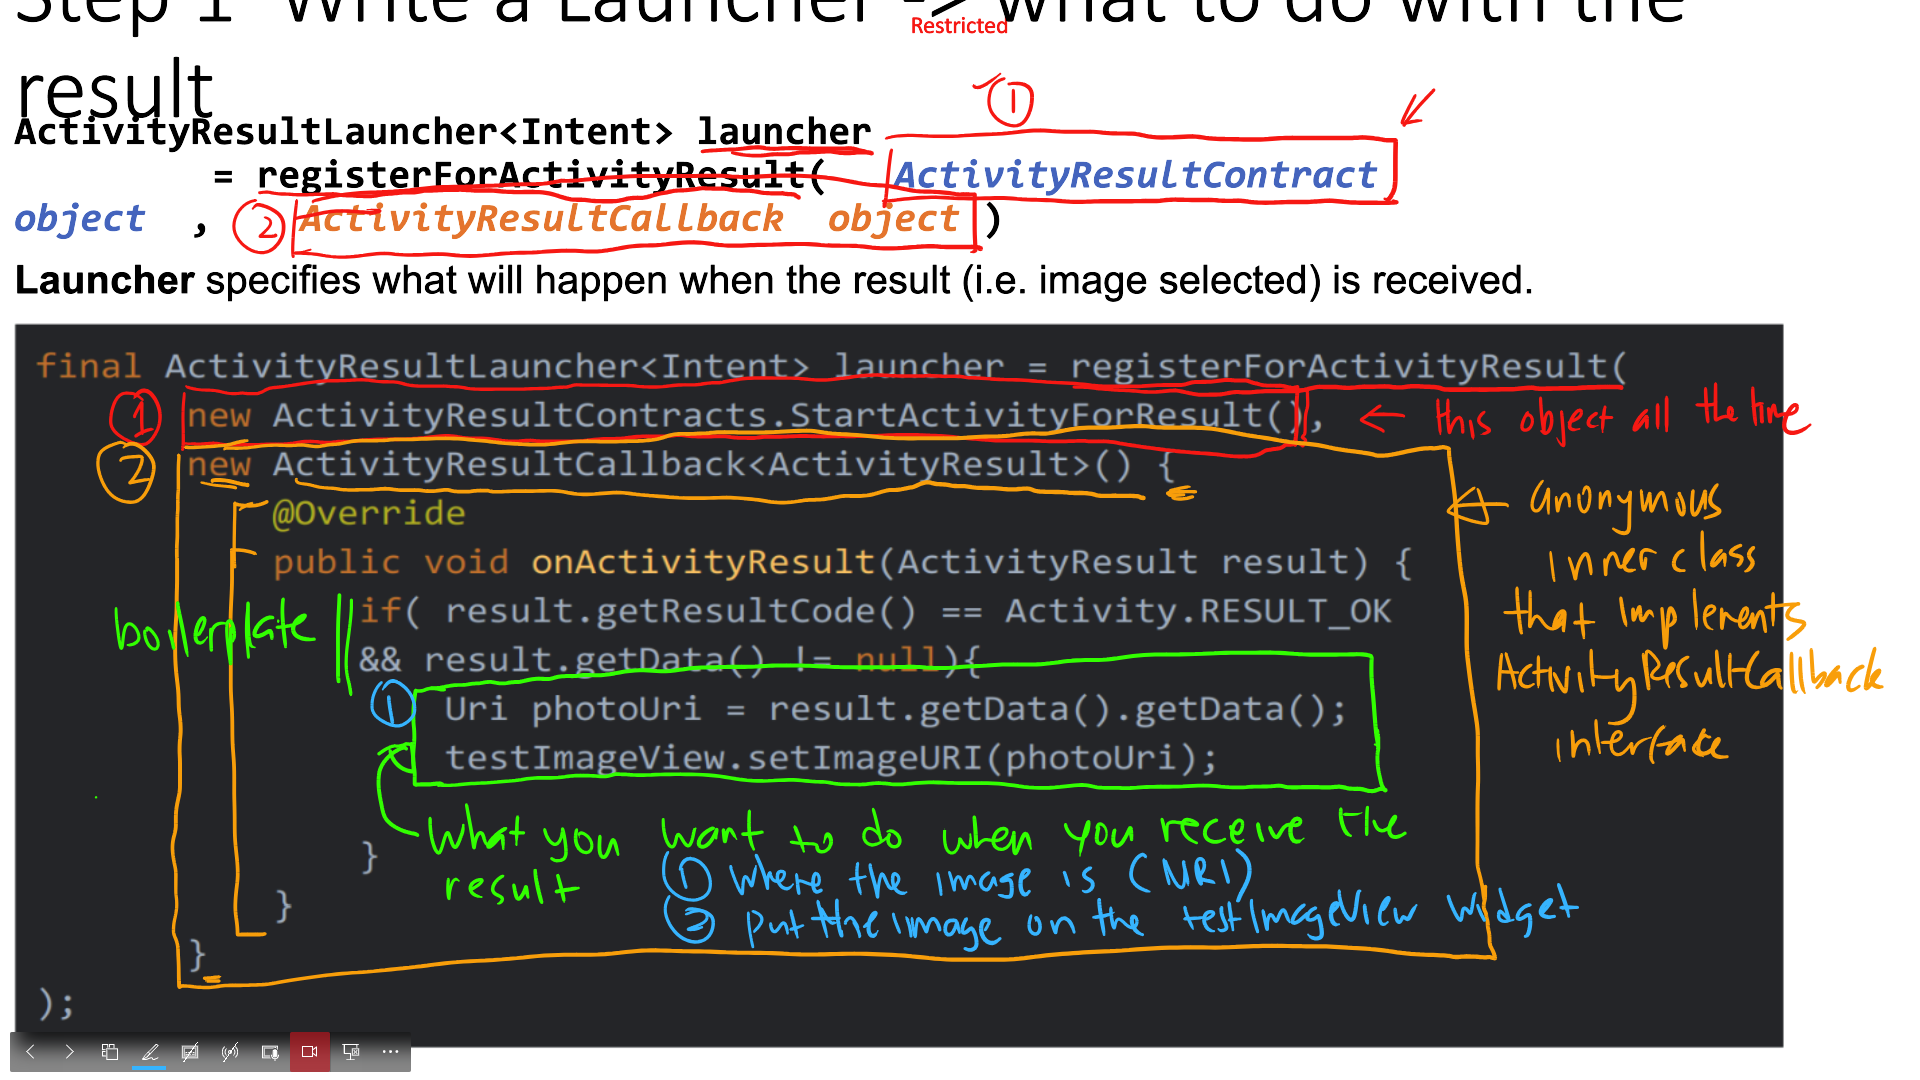 Step 1 Write a Launcher -> what to do with the
Restricted
result
①
ActivityResultLauncher<Intent> launcher
= registerForActivityResult( ActivityResultContract
object , ② ActivityResultCallback object )
Launcher specifies what will happen when the result (i.e. image selected) is received.
final ActivityResultLauncher<Intent> launcher = registerForActivityResult(
① new ActivityResultContracts.StartActivityForResult(), ← this object all the time
② new ActivityResultCallback<ActivityResult>() {
@Override
public void onActivityResult(ActivityResult result) {
if( result.getResultCode() == Activity.RESULT_OK
&& result.getData() != null){
① Uri photoUri = result.getData().getData();
testImageView.setImageURI(photoUri);
}
}
}
);
boilerplate
anonymous
inner class
that implements
ActivityResultCallback
interface
What you want to do when you receive the
result
① where the image is (URI)
② put the image on the testImageView widget